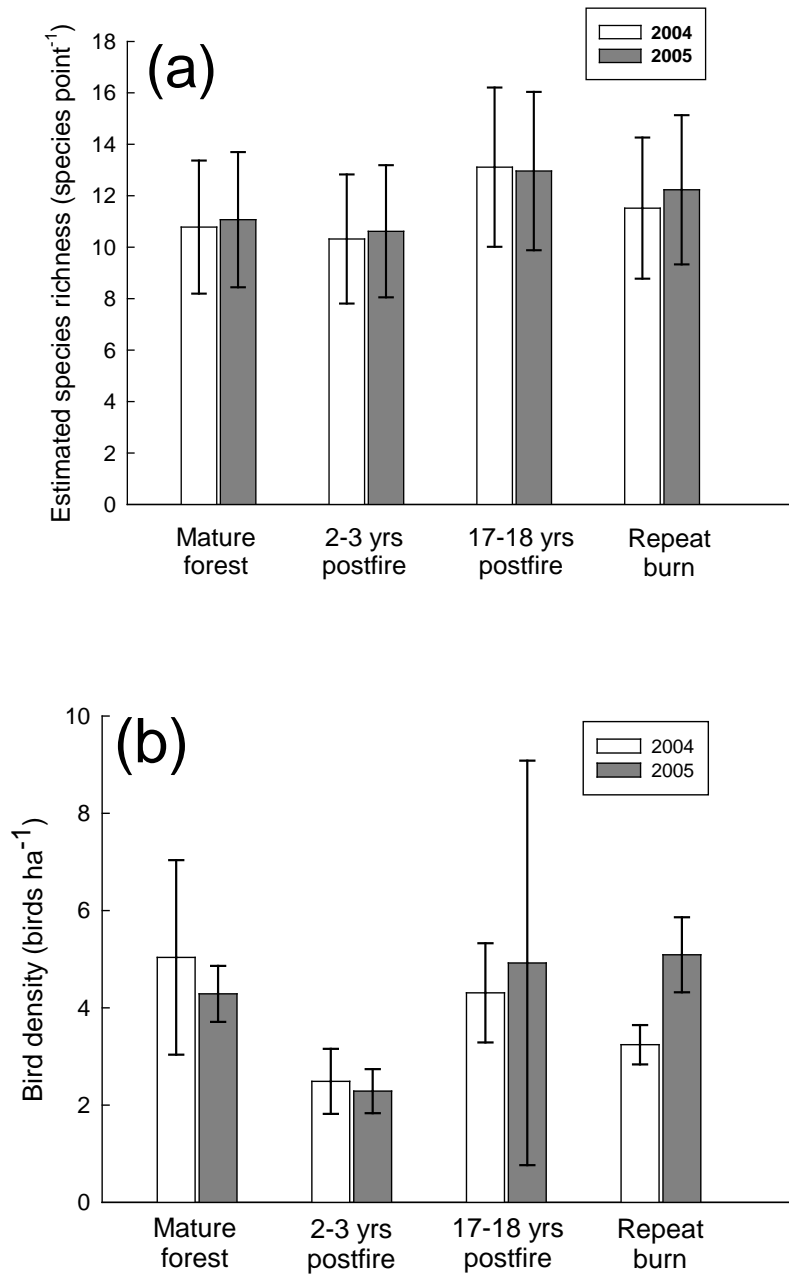 (a)
2004
2005
Estimated species richness (species point⁻¹)
18
16
14
12
10
8
6
4
2
0
Mature
forest
2-3 yrs
postfire
17-18 yrs
postfire
Repeat
burn
(b)
2004
2005
Bird density (birds ha⁻¹)
10
8
6
4
2
0
Mature
forest
2-3 yrs
postfire
17-18 yrs
postfire
Repeat
burn